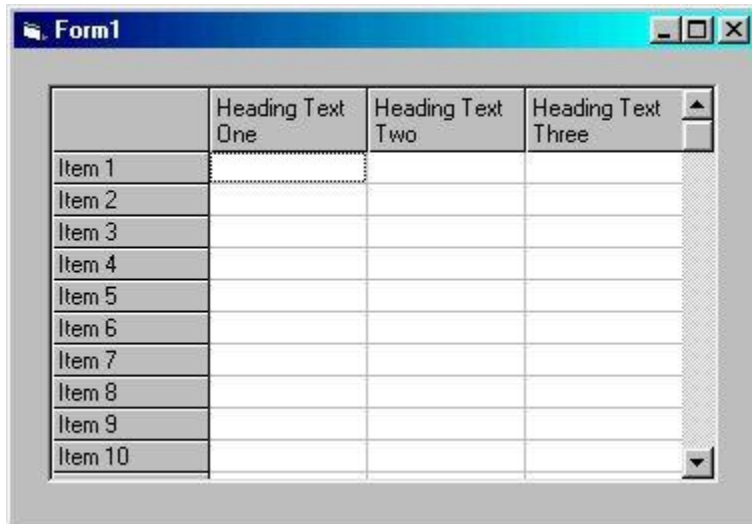 Form1
Heading Text Heading Text Heading Text
One Two Three
Item 1
Item 2
Item 3
Item 4
Item 5
Item 6
Item 7
Item 8
Item 9
Item 10